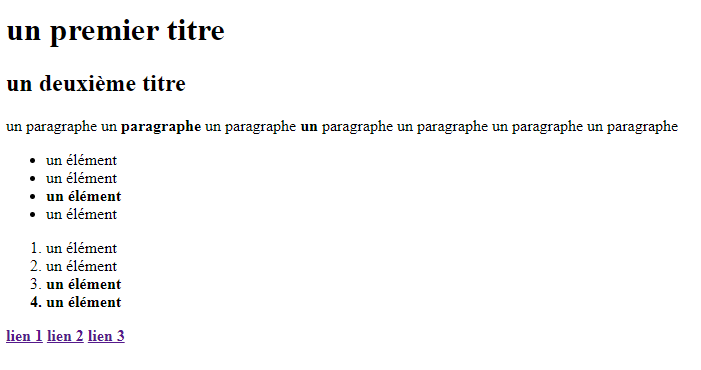 un premier titre
un deuxième titre
un paragraphe un paragraphe un paragraphe un paragraphe un paragraphe un paragraphe un paragraphe
• un élément
• un élément
• un élément
• un élément
1. un élément
2. un élément
3. un élément
4. un élément
lien 1 lien 2 lien 3